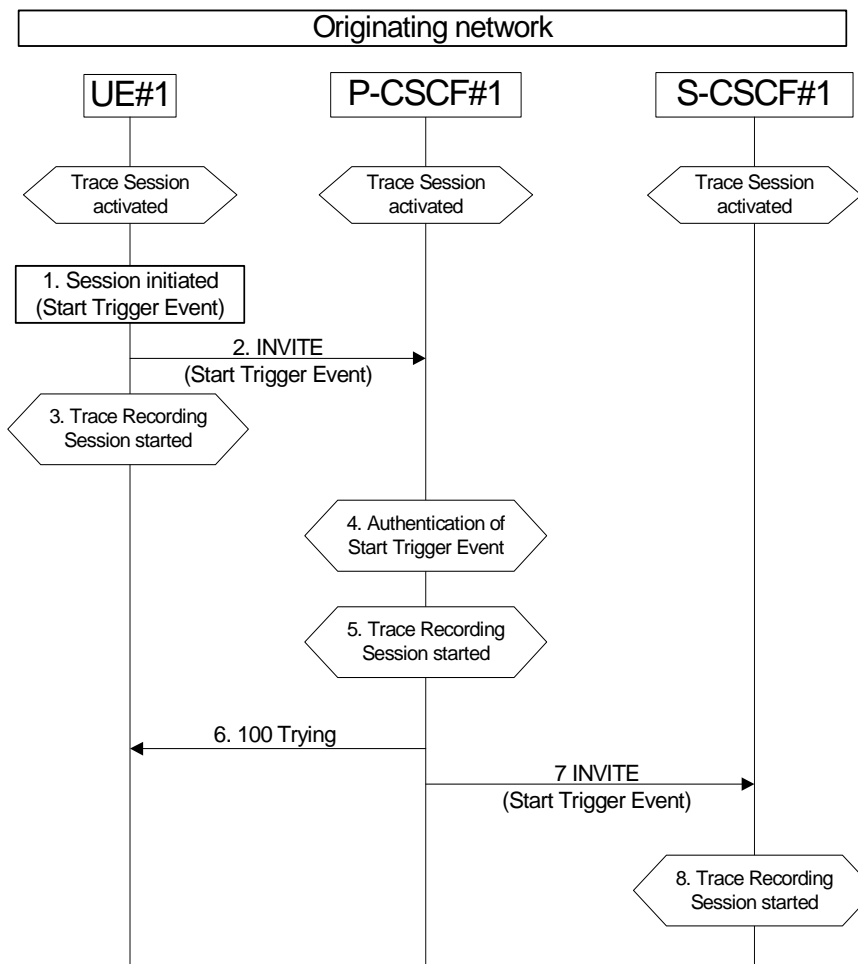 Originating network
UE#1
P-CSCF#1
S-CSCF#1
Trace Session
activated
Trace Session
activated
Trace Session
activated
1. Session initiated
(Start Trigger Event)
2. INVITE
(Start Trigger Event)
3. Trace Recording
Session started
4. Authentication of
Start Trigger Event
5. Trace Recording
Session started
6. 100 Trying
7 INVITE
(Start Trigger Event)
8. Trace Recording
Session started